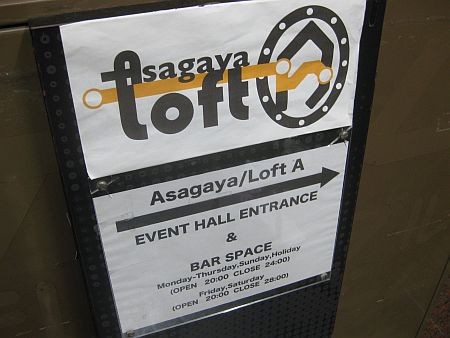 Asagaya
Loft A
Asagaya/Loft A
EVENT HALL ENTRANCE
&
BAR SPACE
Monday-Thursday,Sunday,Holiday
(OPEN 20:00 CLOSE 24:00)
Friday,Saturday
(OPEN 20:00 CLOSE 28:00)